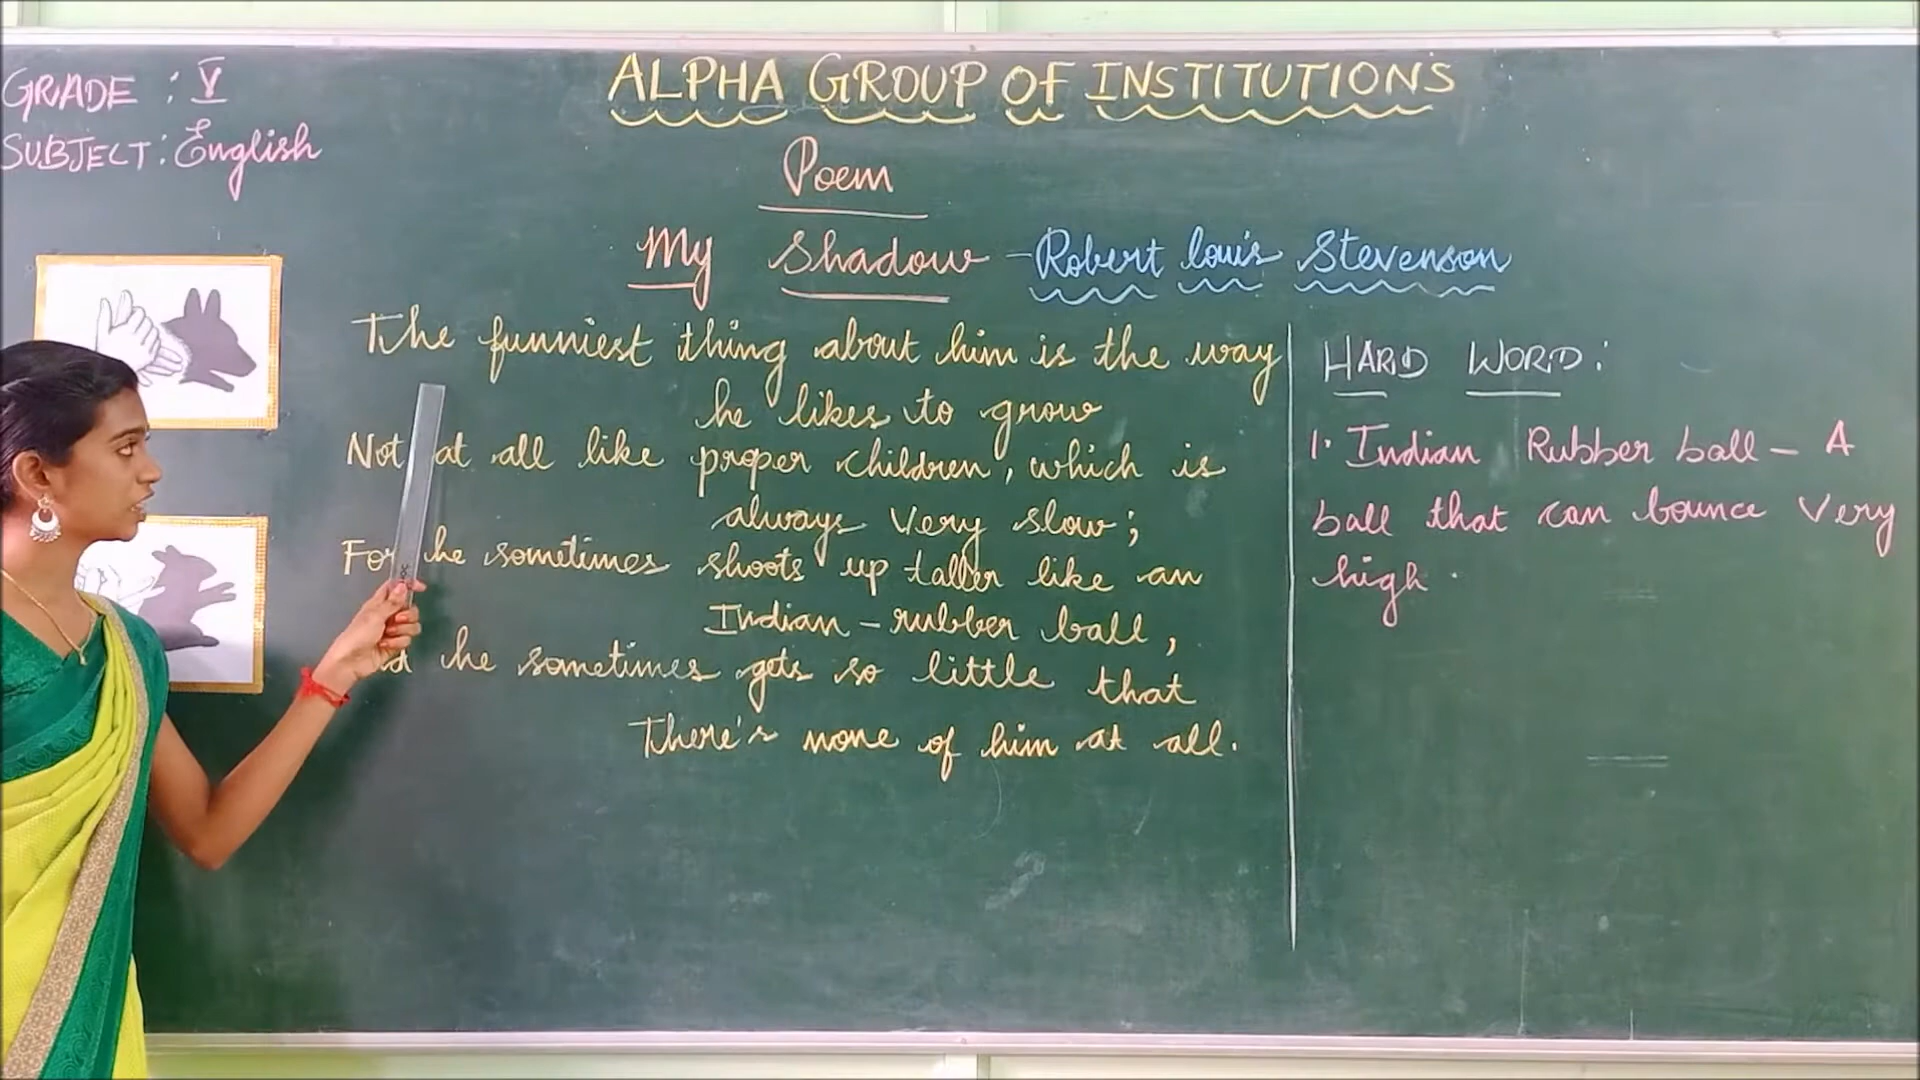 GRADE : V
SUBJECT : English
ALPHA GROUP OF INSTITUTIONS
Poem
My Shadow - Robert louis Stevenson
The funniest thing about him is the way
he likes to grow
Not at all like proper children, which is
always very slow;
For he sometimes shoots up taller like an
Indian-rubber ball,
he sometimes gets so little that
There's none of him at all.
HARD WORD:
1. Indian Rubber ball - A
ball that can bounce very
high.